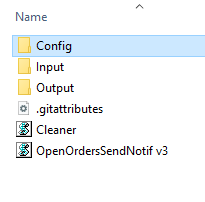 Name
Config
Input
Output
.gitattributes
Cleaner
OpenOrdersSendNotif v3